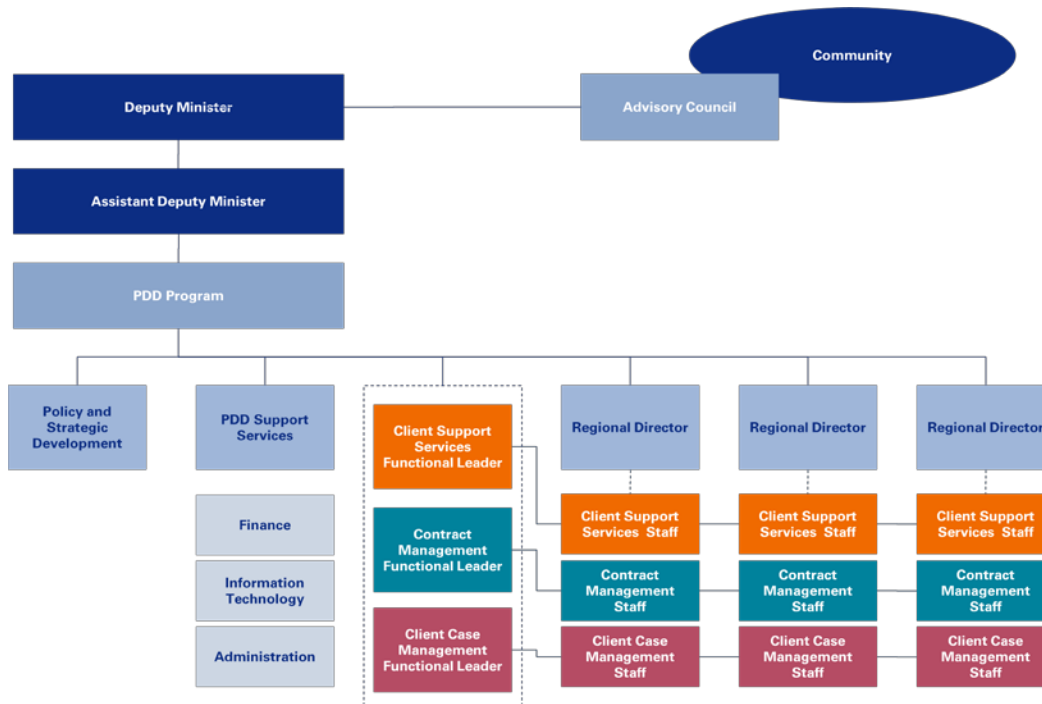 Community
Deputy Minister
Advisory Council
Assistant Deputy Minister
PDD Program
Policy and
Strategic
Development
PDD Support
Services
Client Support
Services
Functional Leader
Regional Director
Regional Director
Regional Director
Finance
Contract
Management
Functional Leader
Client Support
Services Staff
Client Support
Services Staff
Client Support
Services Staff
Information
Technology
Contract
Management
Staff
Contract
Management
Staff
Contract
Management
Staff
Administration
Client Case
Management
Functional Leader
Client Case
Management
Staff
Client Case
Management
Staff
Client Case
Management
Staff